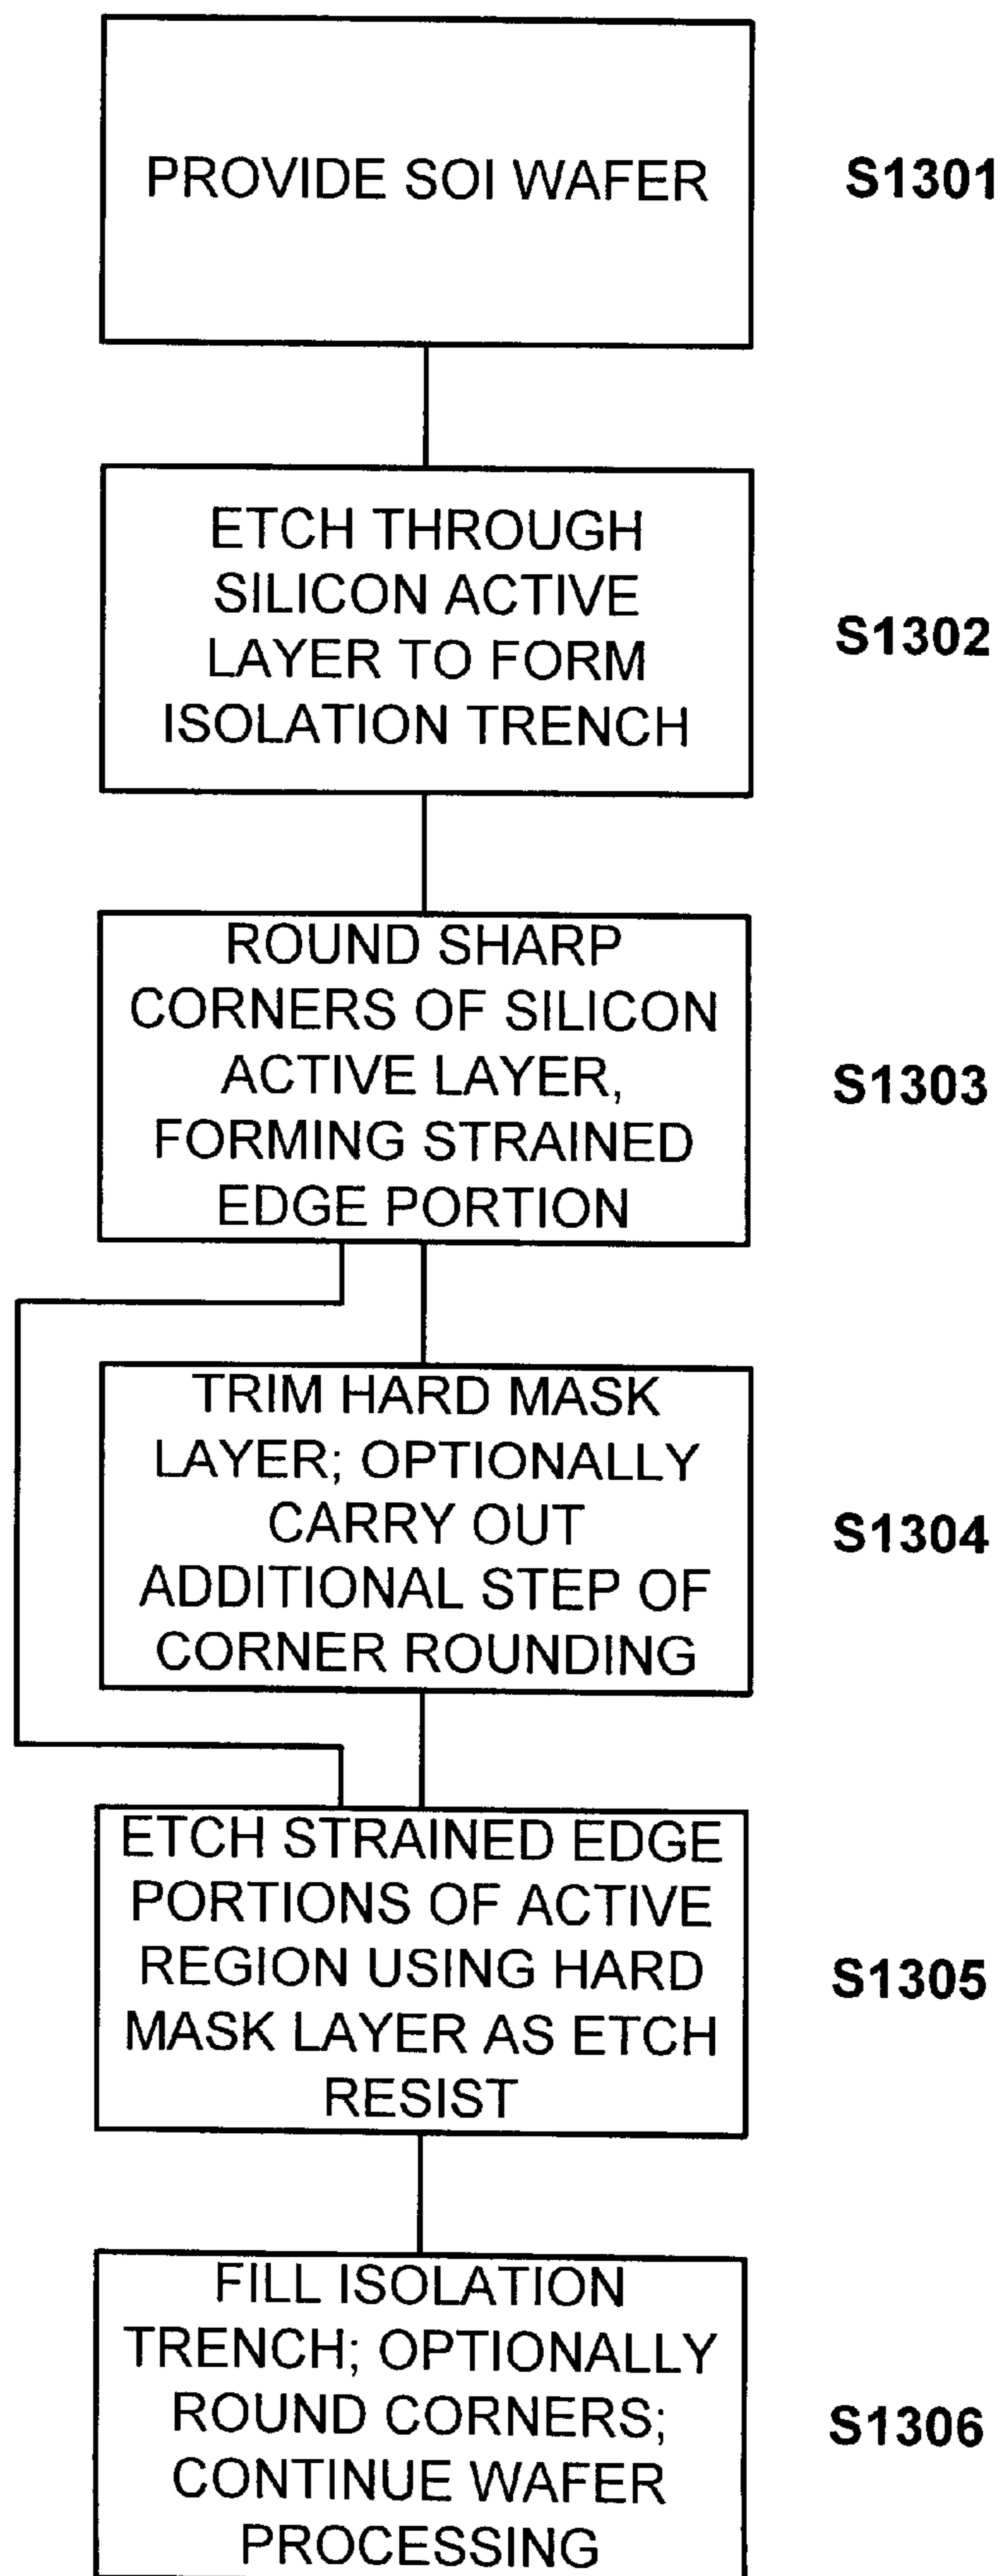 PROVIDE SOI WAFER
S1301
ETCH THROUGH
SILICON ACTIVE
LAYER TO FORM
ISOLATION TRENCH
S1302
ROUND SHARP
CORNERS OF SILICON
ACTIVE LAYER,
FORMING STRAINED
EDGE PORTION
S1303
TRIM HARD MASK
LAYER; OPTIONALLY
CARRY OUT
ADDITIONAL STEP OF
CORNER ROUNDING
S1304
ETCH STRAINED EDGE
PORTIONS OF ACTIVE
REGION USING HARD
MASK LAYER AS ETCH
RESIST
S1305
FILL ISOLATION
TRENCH; OPTIONALLY
ROUND CORNERS;
CONTINUE WAFER
PROCESSING
S1306